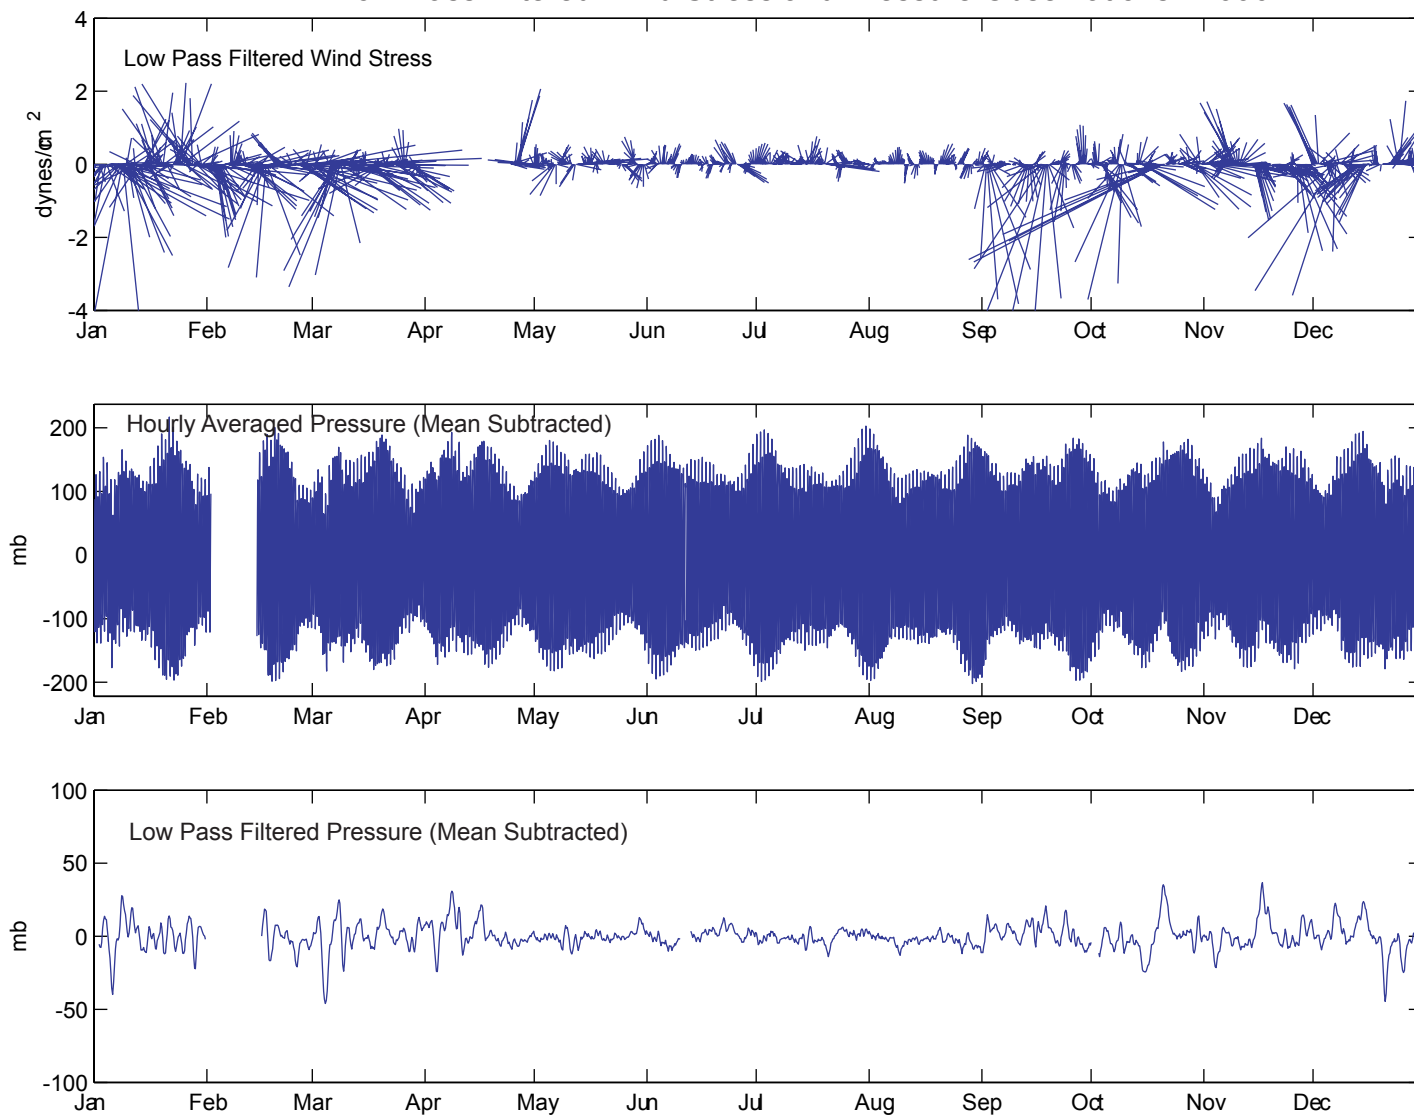 4
Low Pass Filtered Wind Stress
2
0
-2
-4
dynes/cm 2
Jan Feb Mar Apr May Jun Jul Aug Sep Oct Nov Dec
Hourly Averaged Pressure (Mean Subtracted)
200
100
0
-100
-200
mb
Jan Feb Mar Apr May Jun Jul Aug Sep Oct Nov Dec
100
Low Pass Filtered Pressure (Mean Subtracted)
50
0
-50
-100
mb
Jan Feb Mar Apr May Jun Jul Aug Sep Oct Nov Dec